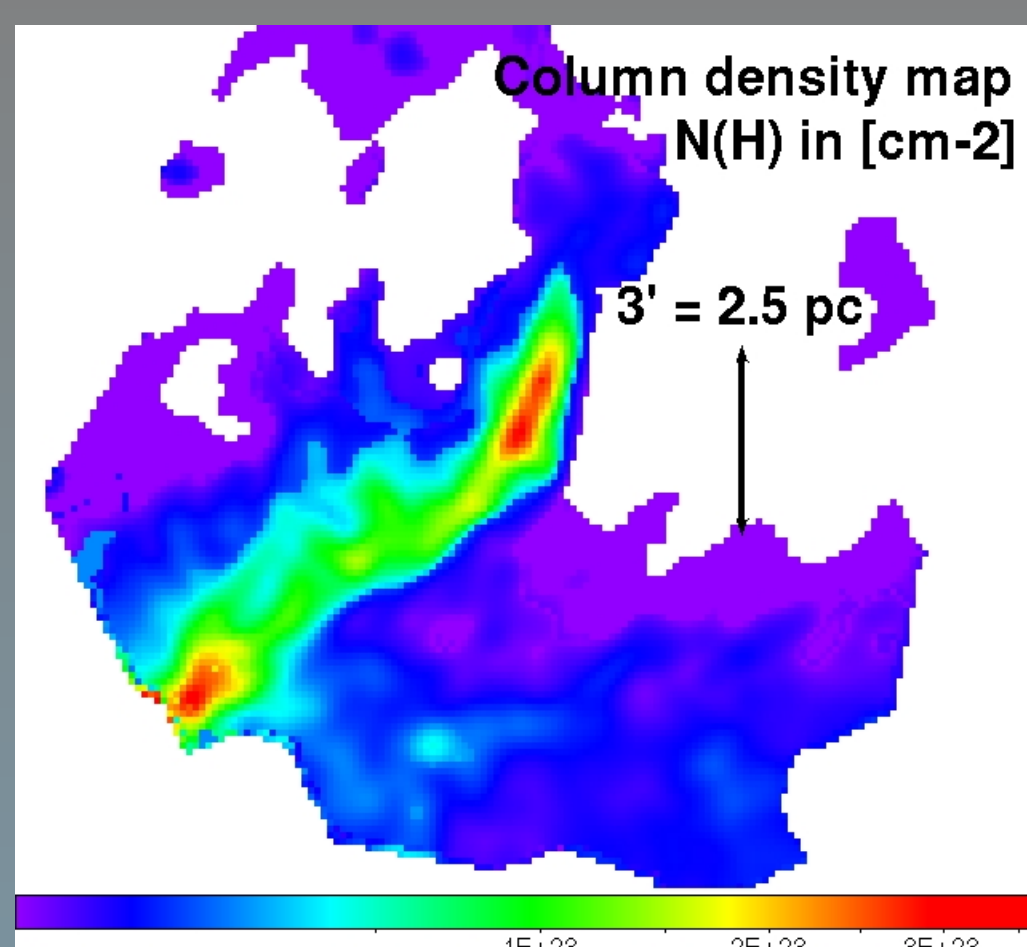 Column density map
N(H) in [cm-2]
3' = 2.5 pc